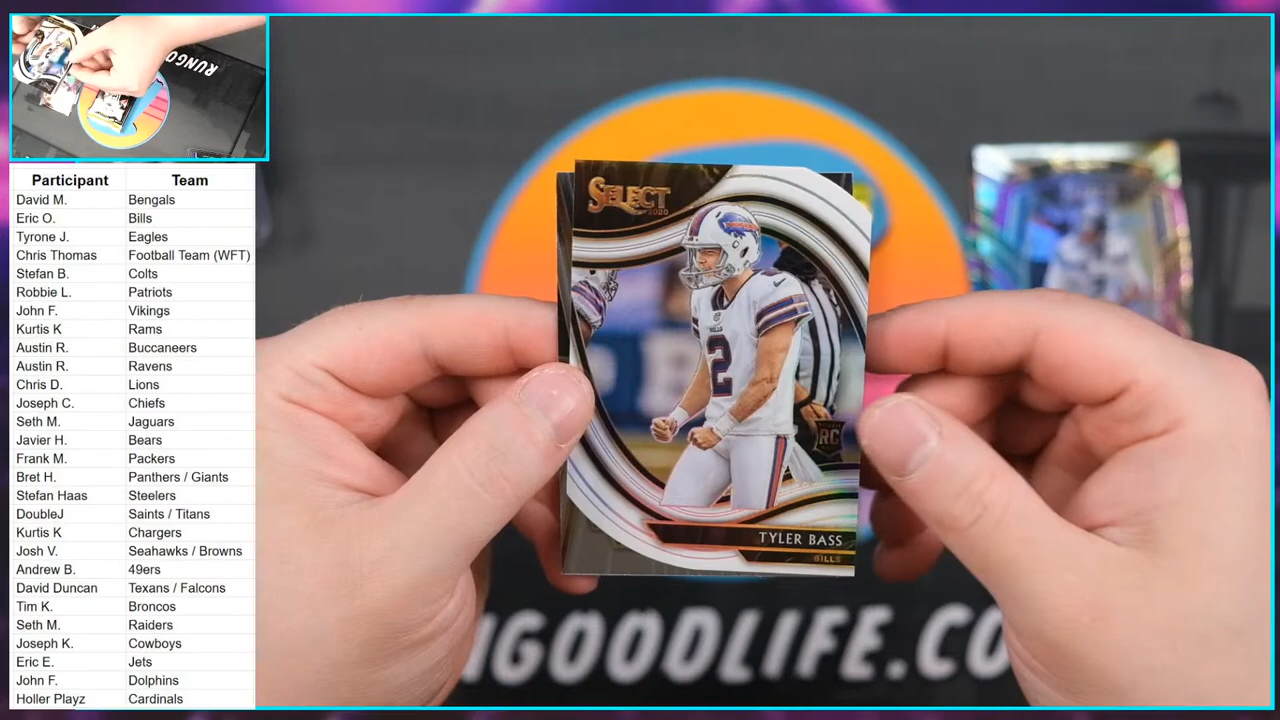 RUNGOO
Participant Team
David M. Bengals
Eric O. Bills
Tyrone J. Eagles
Chris Thomas Football Team (WFT)
Stefan B. Colts
Robbie L. Patriots
John F. Vikings
Kurtis K Rams
Austin R. Buccaneers
Austin R. Ravens
Chris D. Lions
Joseph C. Chiefs
Seth M. Jaguars
Javier H. Bears
Frank M. Packers
Bret H. Panthers / Giants
Stefan Haas Steelers
DoubleJ Saints / Titans
Kurtis K Chargers
Josh V. Seahawks / Browns
Andrew B. 49ers
David Duncan Texans / Falcons
Tim K. Broncos
Seth M. Raiders
Joseph K. Cowboys
Eric E. Jets
John F. Dolphins
Holler Playz Cardinals
SELECT
2020
BILLS
2
RC
TYLER BASS
BILLS
NGOODLIFE.CO